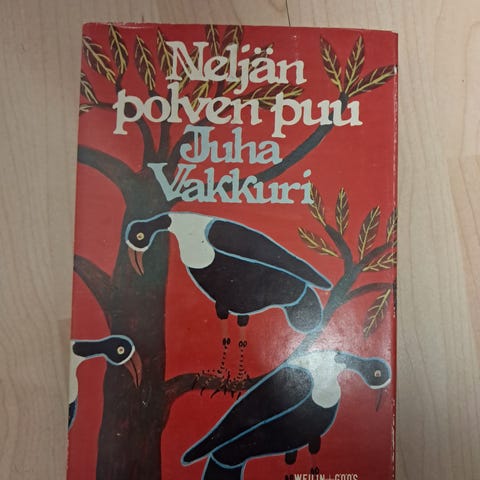 Neljän
polven puu
Juha
Vakkuri
WEILIN+GÖÖS